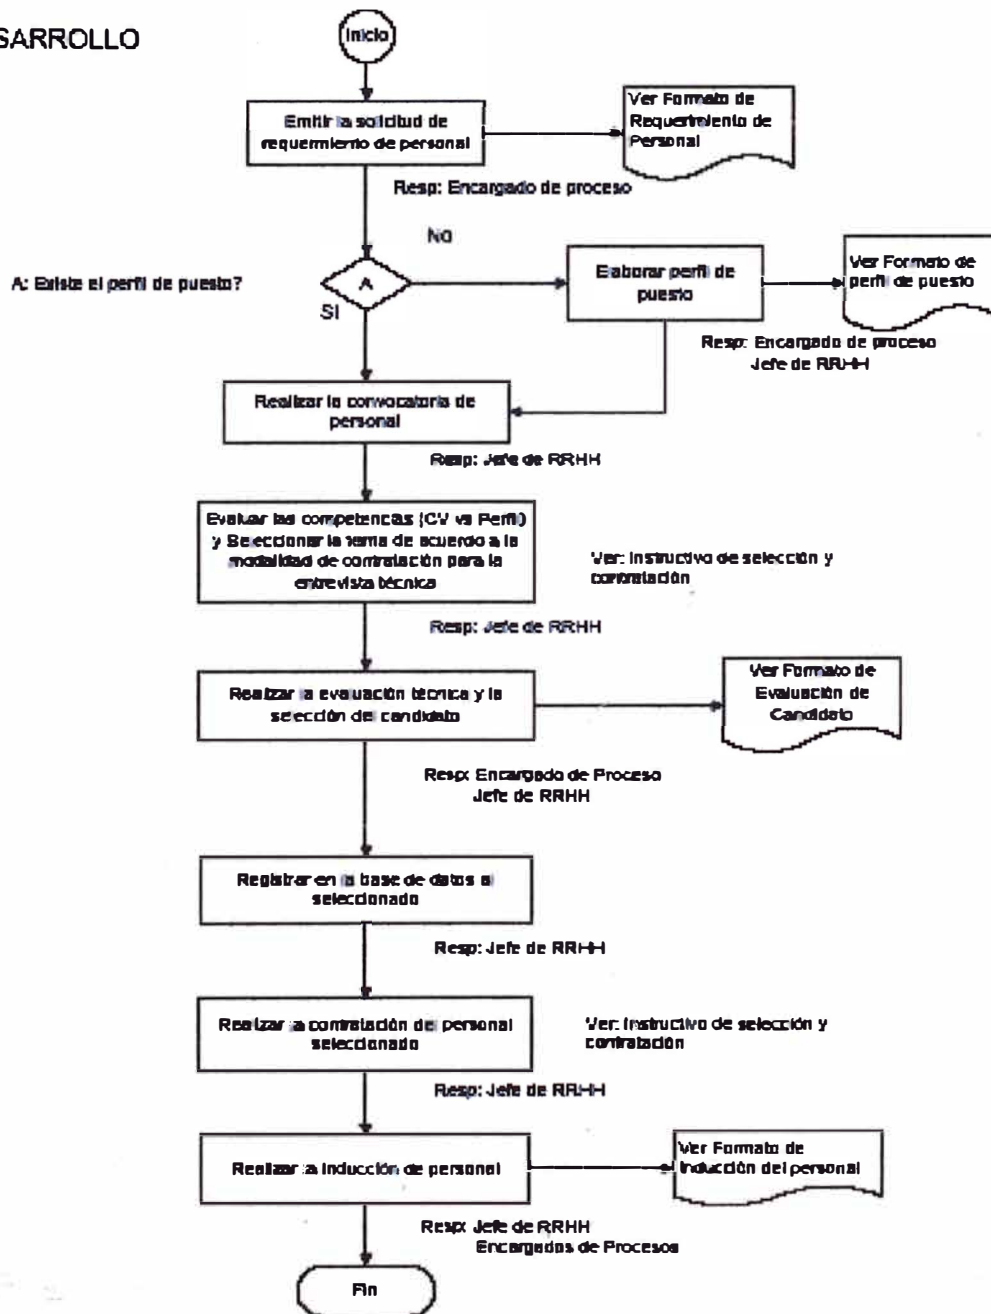 SARROLLO
Inicio
Emitir la solicitud de
requermiento de personal
Ver Formato de
Requerimiento de
Personal
Resp: Encargado de proceso
No
A: Existe el perfil de puesto?
A
SI
Elaborar perfil de
puesto
Ver Formato de
perfil de puesto
Resp: Encargado de proceso
Jefe de RRHH
Realizar la convocatoria de
personal
Resp: Jefe de RRHH
Evaluar las competencias (CV vs Perfil)
y Seleccionar la terna de acuerdo a la
modalidad de contratación para la
entrevista técnica
Ver: Instructivo de selección y
contratación
Resp: Jefe de RRHH
Realizar la evaluación técnica y la
selección del candidato
Ver Formato de
Evaluación de
Candidato
Resp: Encargado de Proceso
Jefe de RRHH
Registrar en la base de datos al
seleccionado
Resp: Jefe de RRHH
Realizar la contratación del personal
seleccionado
Ver: Instructivo de selección y
contratación
Resp: Jefe de RRHH
Realizar la inducción de personal
Ver Formato de
Inducción del personal
Resp: Jefe de RRHH
Encargados de Procesos
Fin